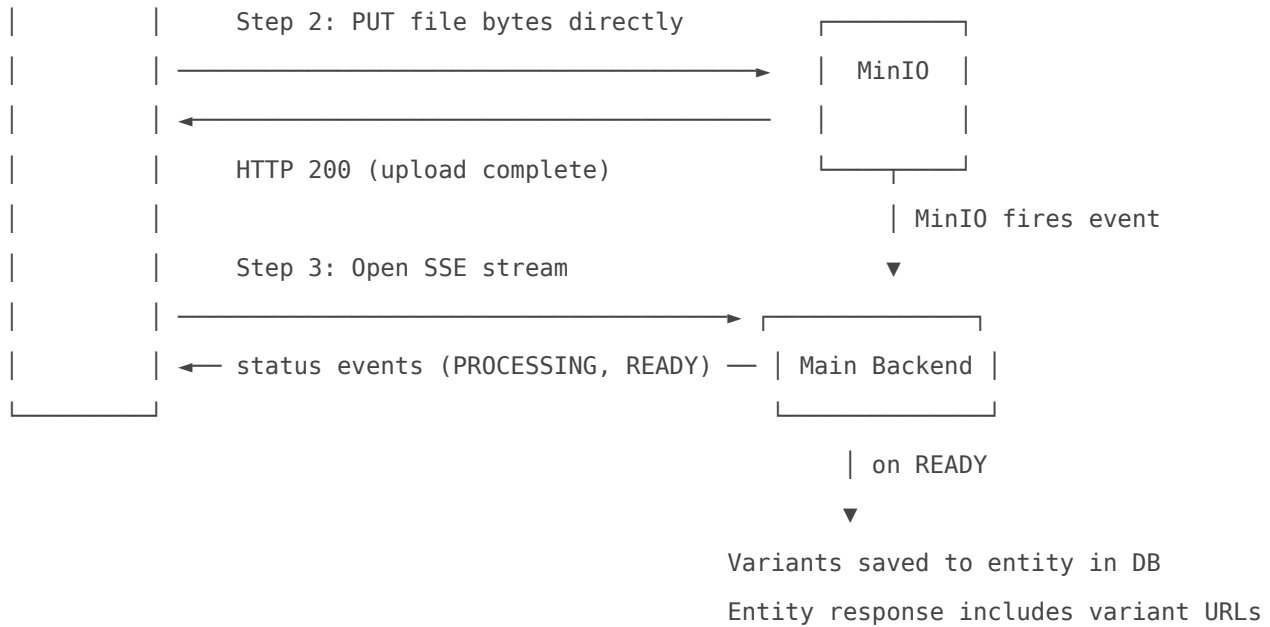 Step 2: PUT file bytes directly
MinIO
HTTP 200 (upload complete)
MinIO fires event
Step 3: Open SSE stream
status events (PROCESSING, READY)
Main Backend
on READY
Variants saved to entity in DB
Entity response includes variant URLs